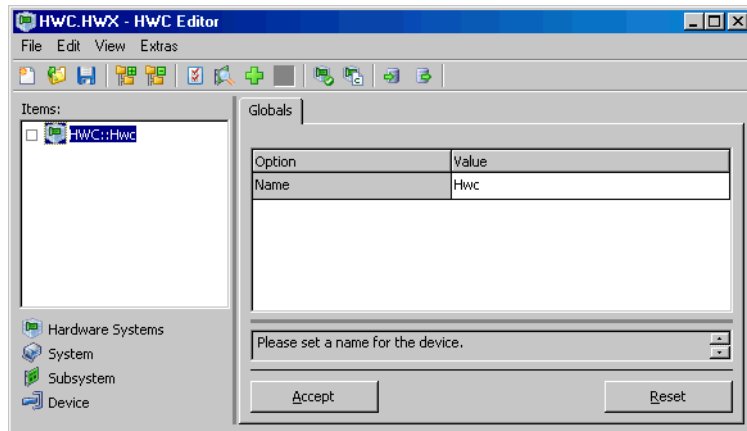 HWC.HWX - HWC Editor
File Edit View Extras
Items:
HWC::Hwc
Hardware Systems
System
Subsystem
Device
Globals
Option Value
Name Hwc
Please set a name for the device.
Accept Reset